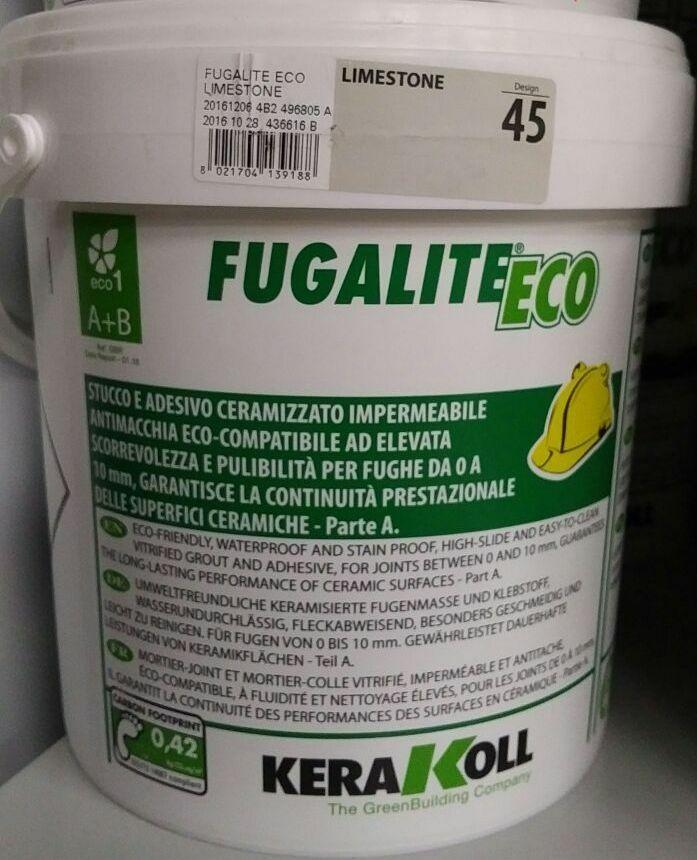 FUGALITE ECO
LIMESTONE
20161206 4B2 496805 A
2016 10 28 436616 B
8 021704 139188
LIMESTONE
Design
45
eco1
A+B
FUGALITE® ECO
STUCCO E ADESIVO CERAMIZZATO IMPERMEABILE
ANTIMACCHIA ECO-COMPATIBILE AD ELEVATA
SCORREVOLEZZA E PULIBILITÀ PER FUGHE DA 0 A
10 mm, GARANTISCE LA CONTINUITÀ PRESTAZIONALE
DELLE SUPERFICI CERAMICHE - Parte A.
EN ECO-FRIENDLY, WATERPROOF AND STAIN PROOF, HIGH-SLIDE AND EASY-TO-CLEAN
VITRIFIED GROUT AND ADHESIVE, FOR JOINTS BETWEEN 0 AND 10 mm, GUARANTEES
THE LONG-LASTING PERFORMANCE OF CERAMIC SURFACES - Part A.
DE UMWELTFREUNDLICHE KERAMISIERTE FUGENMASSE UND KLEBSTOFF,
WASSERUNDURCHLÄSSIG, FLECKABWEISEND, BESONDERS GESCHMEIDIG UND
LEICHT ZU REINIGEN. FÜR FUGEN VON 0 BIS 10 mm. GEWÄHRLEISTET DAUERHAFTE
LEISTUNGEN VON KERAMIKFLÄCHEN - Teil A.
FR MORTIER-JOINT ET MORTIER-COLLE VITRIFIÉ, IMPERMÉABLE ET ANTITACHE,
ÉCO-COMPATIBLE, À FLUIDITÉ ET NETTOYAGE ÉLEVÉS, POUR LES JOINTS DE 0 À 10 mm,
IL GARANTIT LA CONTINUITÉ DES PERFORMANCES DES SURFACES EN CÉRAMIQUE - Partie A.
CARBON FOOTPRINT
0,42
KERAKOLL
The GreenBuilding Company